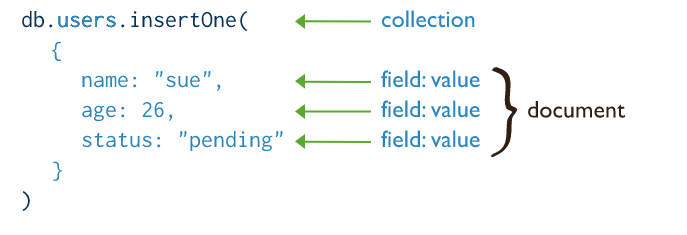 db.users.insertOne( collection
{
name: "sue", field: value
age: 26, field: value document
status: "pending" field: value
}
)